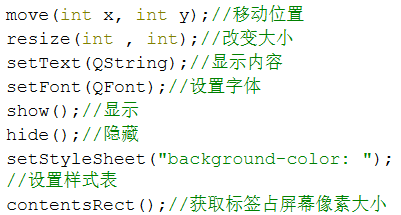 move(int x, int y);//移动位置
resize(int , int);//改变大小
setText(QString);//显示内容
setFont(QFont);//设置字体
show();//显示
hide();//隐藏
setStyleSheet("background-color: ");
//设置样式表
contentsRect();//获取标签占屏幕像素大小